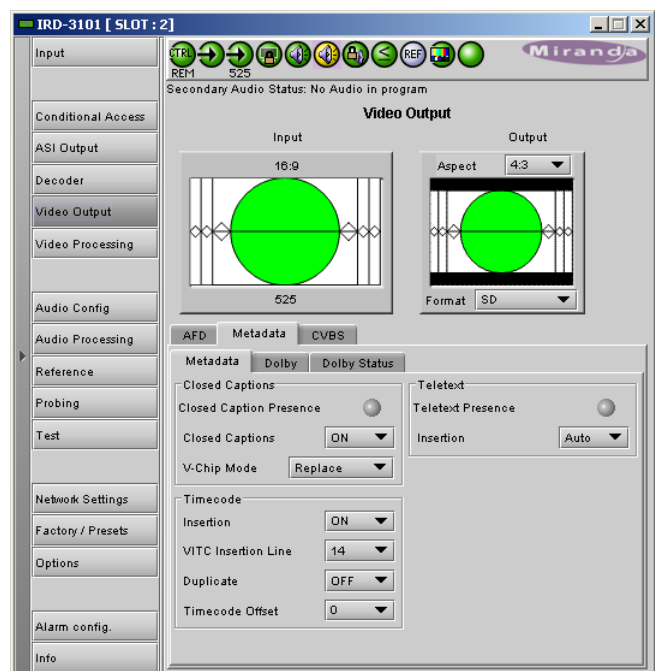 IRD-3101 [ SLOT : 2]
Input
Conditional Access
ASI Output
Decoder
Video Output
Video Processing
Audio Config
Audio Processing
Reference
Probing
Test
Network Settings
Factory / Presets
Options
Alarm config.
Info
CTRL
REF
Miranda
REM 525
Secondary Audio Status: No Audio in program
Video Output
Input
Output
16:9
525
Aspect 4:3
Format SD
AFD Metadata CVBS
Metadata Dolby Dolby Status
Closed Captions
Closed Caption Presence
Closed Captions ON
V-Chip Mode Replace
Teletext
Teletext Presence
Insertion Auto
Timecode
Insertion ON
VITC Insertion Line 14
Duplicate OFF
Timecode Offset 0